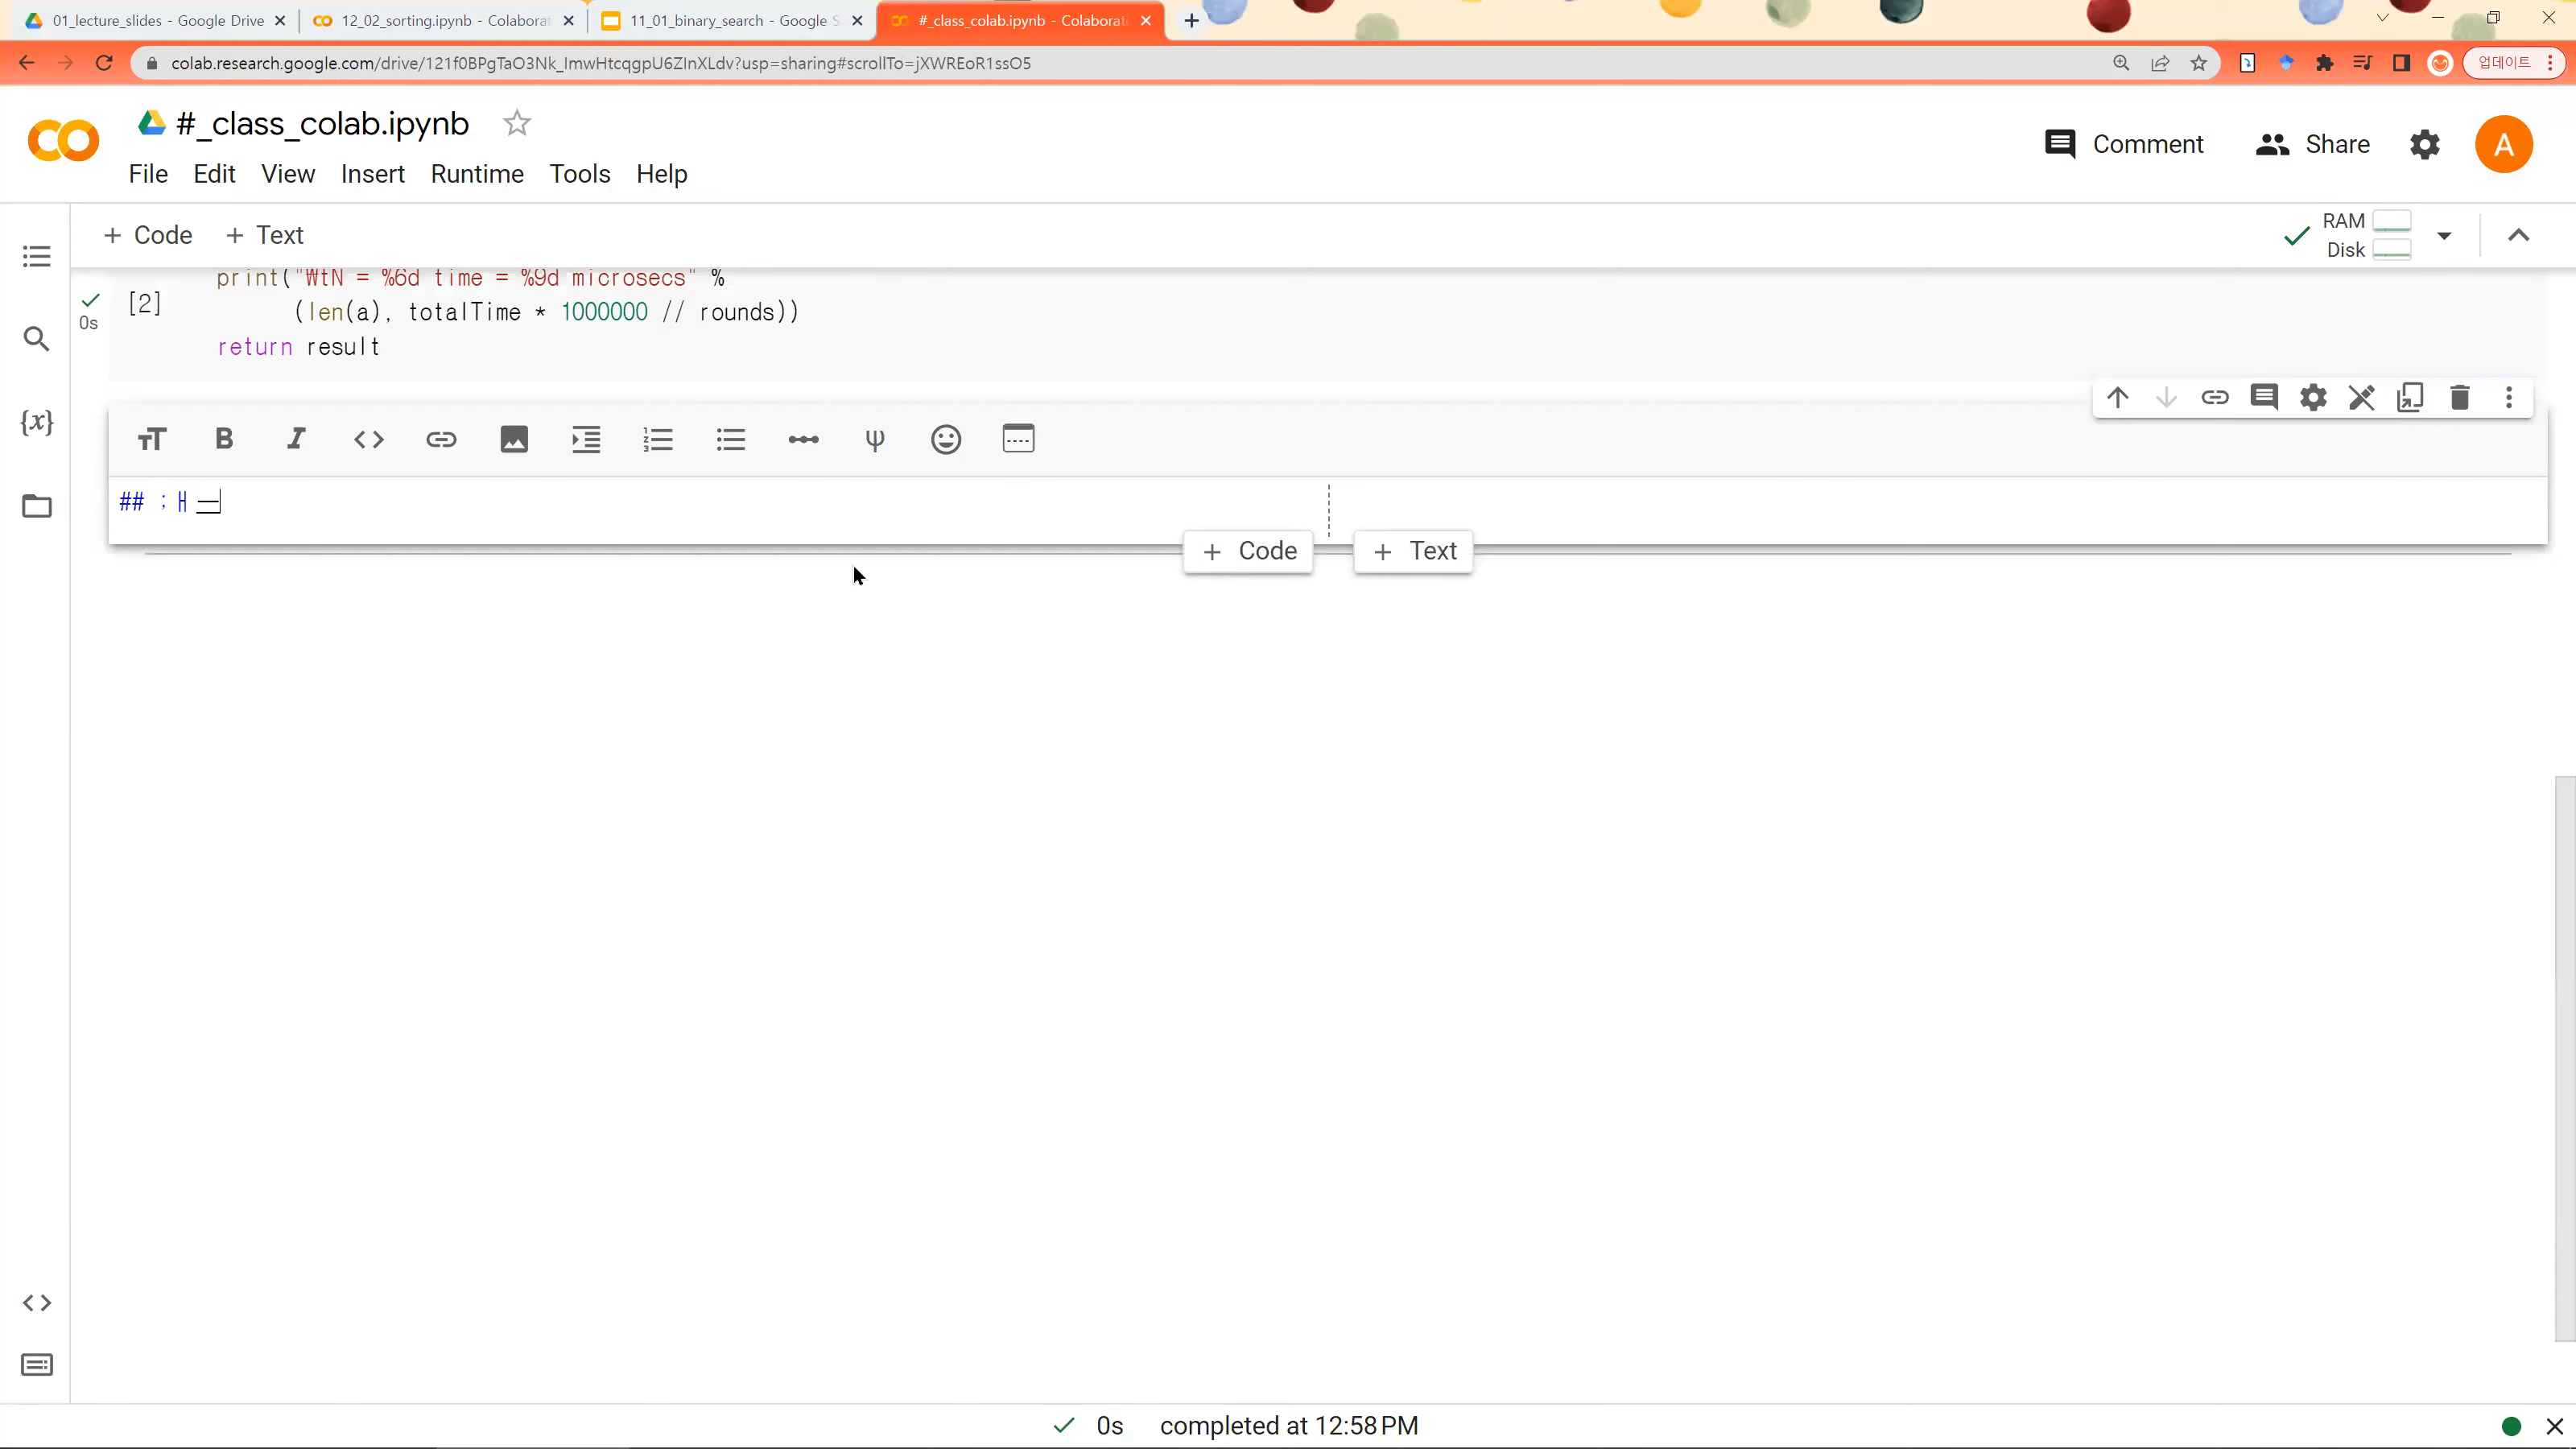 01_lecture_slides - Google Drive
12_02_sorting.ipynb - Colaborat
11_01_binary_search - Google S
#_class_colab.ipynb - Colaborat
colab.research.google.com/drive/121f0BPgTaO3Nk_ImwHtcqgpU6ZInXLdv?usp=sharing#scrollTo=jXWREoR1ssO5
업데이트
#_class_colab.ipynb
Comment
Share
A
File Edit View Insert Runtime Tools Help
+ Code + Text
RAM
Disk
print("WtN = %6d time = %9d microsecs" %
[2]
0s
(len(a), totalTime * 1000000 // rounds))
return result
## ;ㅐㅡ
+ Code + Text
0s completed at 12:58 PM